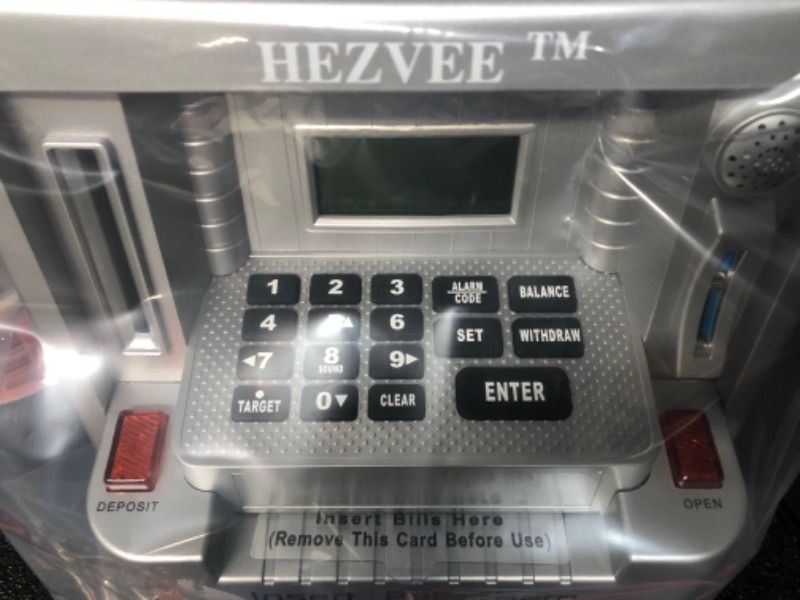 HEZVEE ™
1 2 3 ALARM CODE BALANCE
4 5▲ 6 SET WITHDRAW
◀7 8 SOUND 9▶ ENTER
TARGET 0▼ CLEAR
DEPOSIT OPEN
Insert Bills Here
(Remove This Card Before Use)